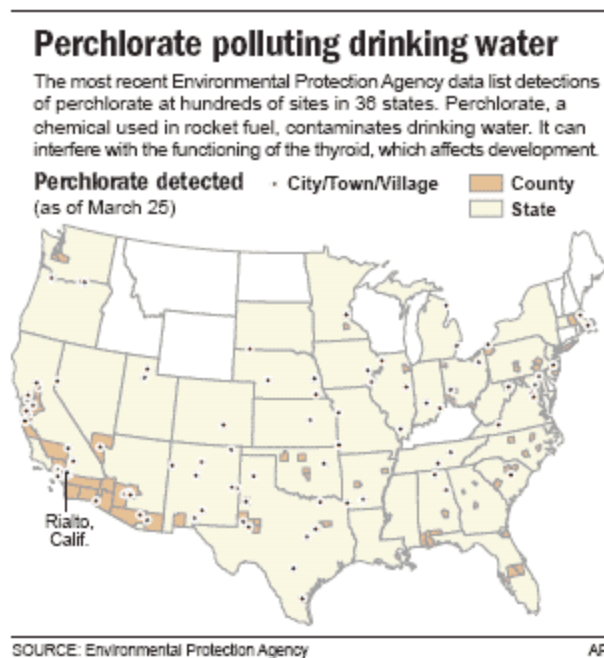 Perchlorate polluting drinking water
The most recent Environmental Protection Agency data list detections
of perchlorate at hundreds of sites in 36 states. Perchlorate, a
chemical used in rocket fuel, contaminates drinking water. It can
interfere with the functioning of the thyroid, which affects development.
Perchlorate detected
(as of March 25)
City/Town/Village
County
State
Rialto,
Calif.
SOURCE: Environmental Protection Agency
AP